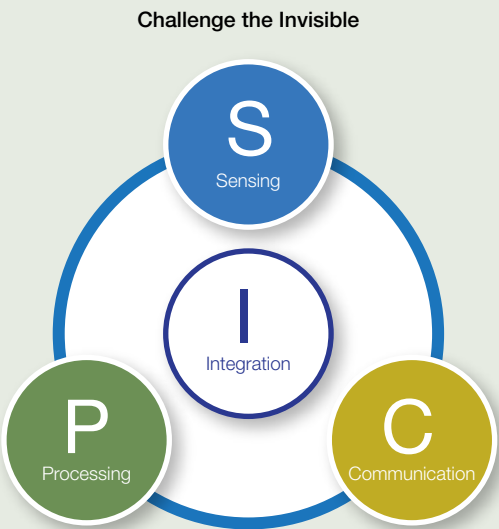 Challenge the Invisible
S
Sensing
I
Integration
P
Processing
C
Communication